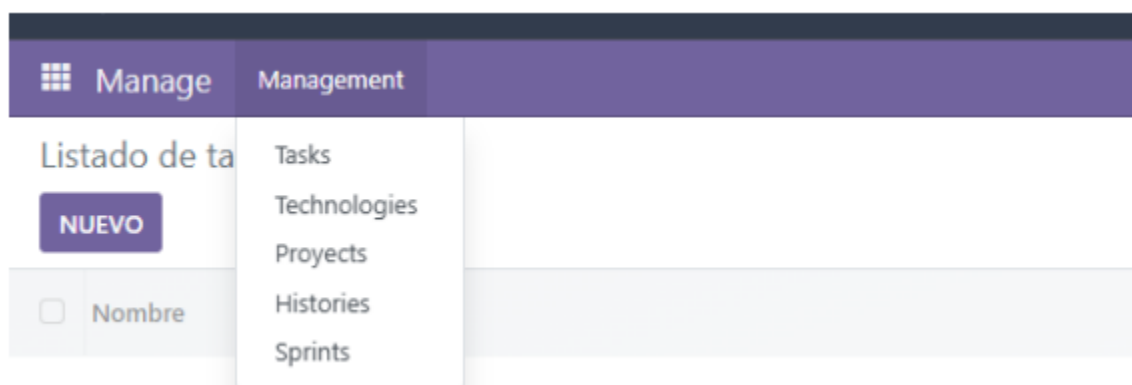 Manage Management
Listado de ta
NUEVO
Nombre
Tasks
Technologies
Proyects
Histories
Sprints